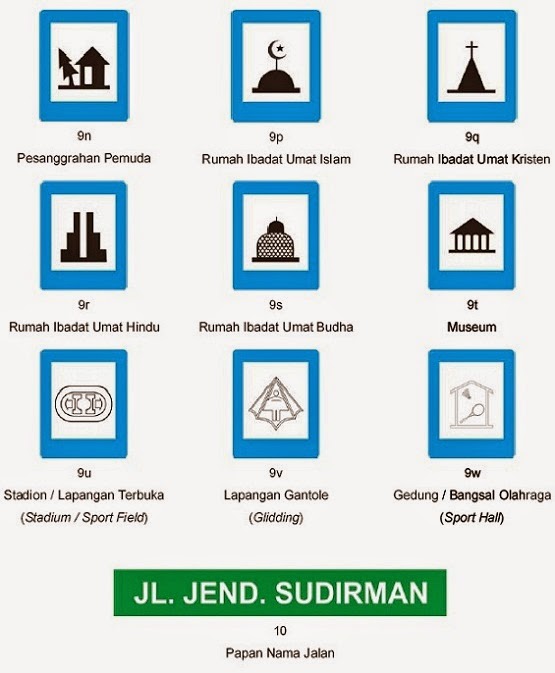 9n 9p 9q
Pesanggrahan Pemuda Rumah Ibadat Umat Islam Rumah Ibadat Umat Kristen
9r 9s 9t
Rumah Ibadat Umat Hindu Rumah Ibadat Umat Budha Museum
9u 9v 9w
Stadion / Lapangan Terbuka Lapangan Gantole Gedung / Bangsal Olahraga
(Stadium / Sport Field) (Glidding) (Sport Hall)
JL. JEND. SUDIRMAN
10
Papan Nama Jalan